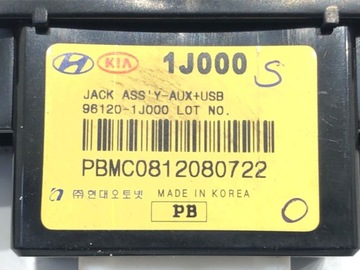 KIA 1J000 S
JACK ASS'Y-AUX+USB
96120-1J000 LOT NO.
PBMC0812080722
(주)현대오토넷 MADE IN KOREA
PB